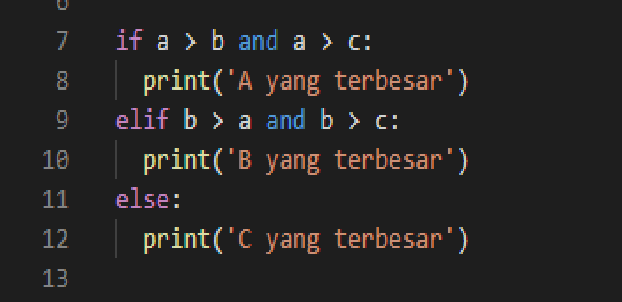 6
7 if a > b and a > c:
8 print('A yang terbesar')
9 elif b > a and b > c:
10 print('B yang terbesar')
11 else:
12 print('C yang terbesar')
13